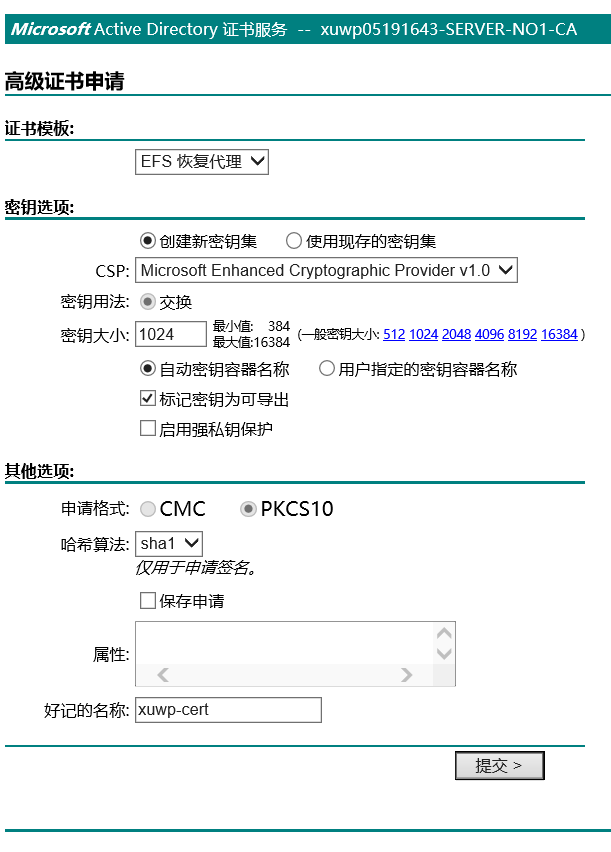 Microsoft Active Directory 证书服务 -- xuwp05191643-SERVER-NO1-CA
高级证书申请
证书模板:
EFS 恢复代理
密钥选项:
创建新密钥集 使用现存的密钥集
CSP: Microsoft Enhanced Cryptographic Provider v1.0
密钥用法: 交换
密钥大小: 1024 最小值: 384 (一般密钥大小: 512 1024 2048 4096 8192 16384 )
最大值:16384
自动密钥容器名称 用户指定的密钥容器名称
标记密钥为可导出
启用强私钥保护
其他选项:
申请格式: CMC PKCS10
哈希算法: sha1
仅用于申请签名。
保存申请
属性:
好记的名称: xuwp-cert
提交 >